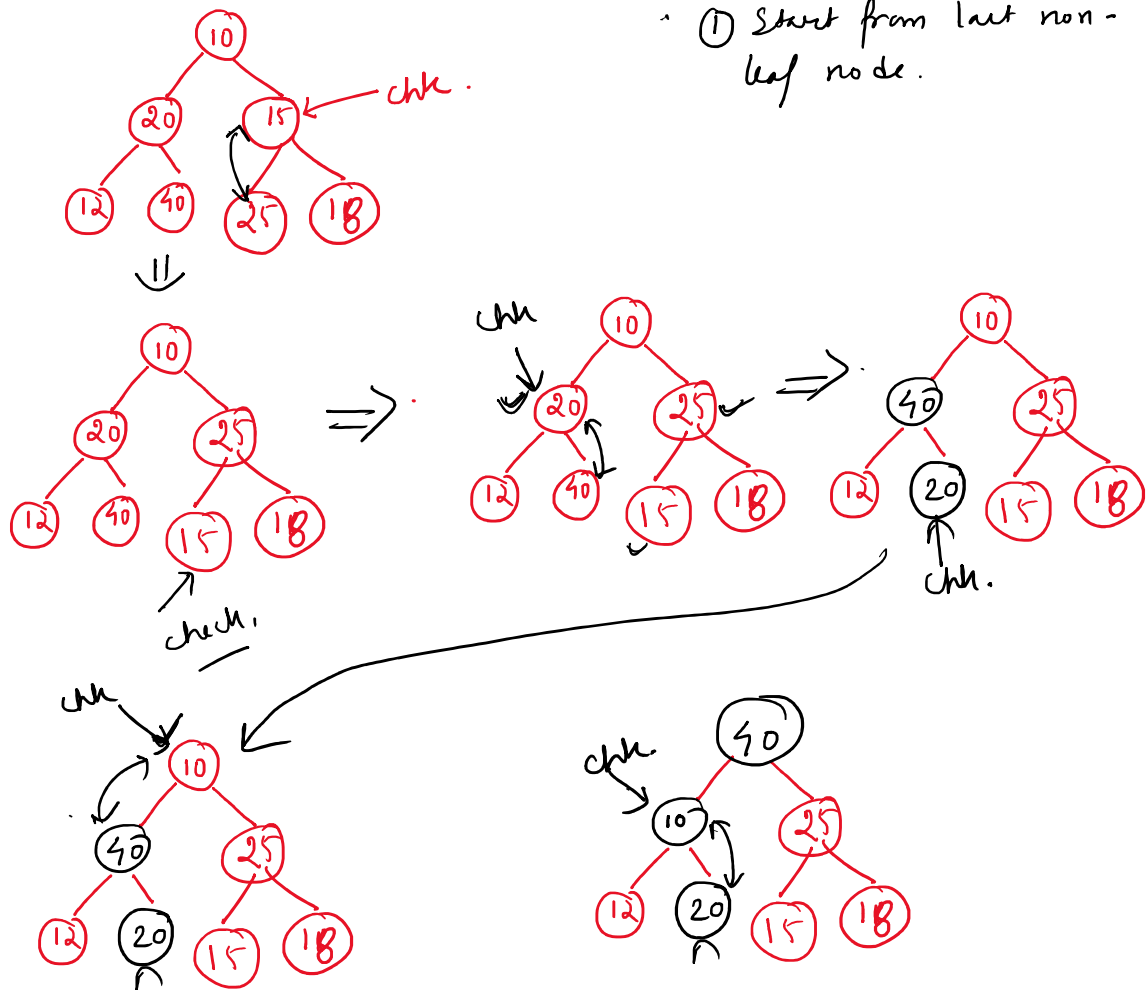 ① Start from last non-
leaf node.
10
20 15 chk.
12 40 25 18
10
20 25
12 40 15 18
check.
chk
10
20 25
12 40 15 18
10
40 25
12 20 15 18
chk.
chk
10
40 25
12 20 15 18
40
chk.
10 25
12 20 15 18